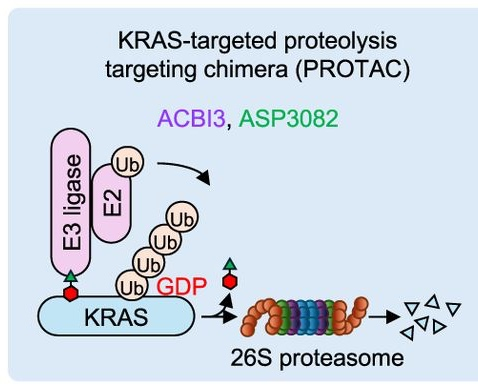 KRAS-targeted proteolysis
targeting chimera (PROTAC)
ACBI3, ASP3082
E3 ligase
E2
Ub
Ub
Ub
Ub
Ub
GDP
KRAS
26S proteasome